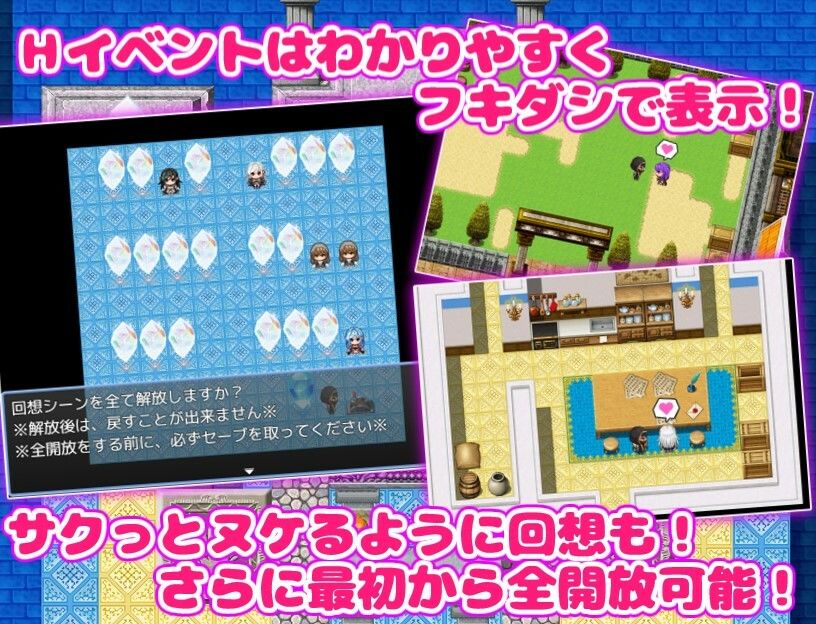 Hイベントはわかりやすく
フキダシで表示！
回想シーンを全て解放しますか？
※解放後は、戻すことが出来ません※
※全開放をする前に、必ずセーブを取ってください※
サクっとヌケるように回想も！
さらに最初から全開放可能！